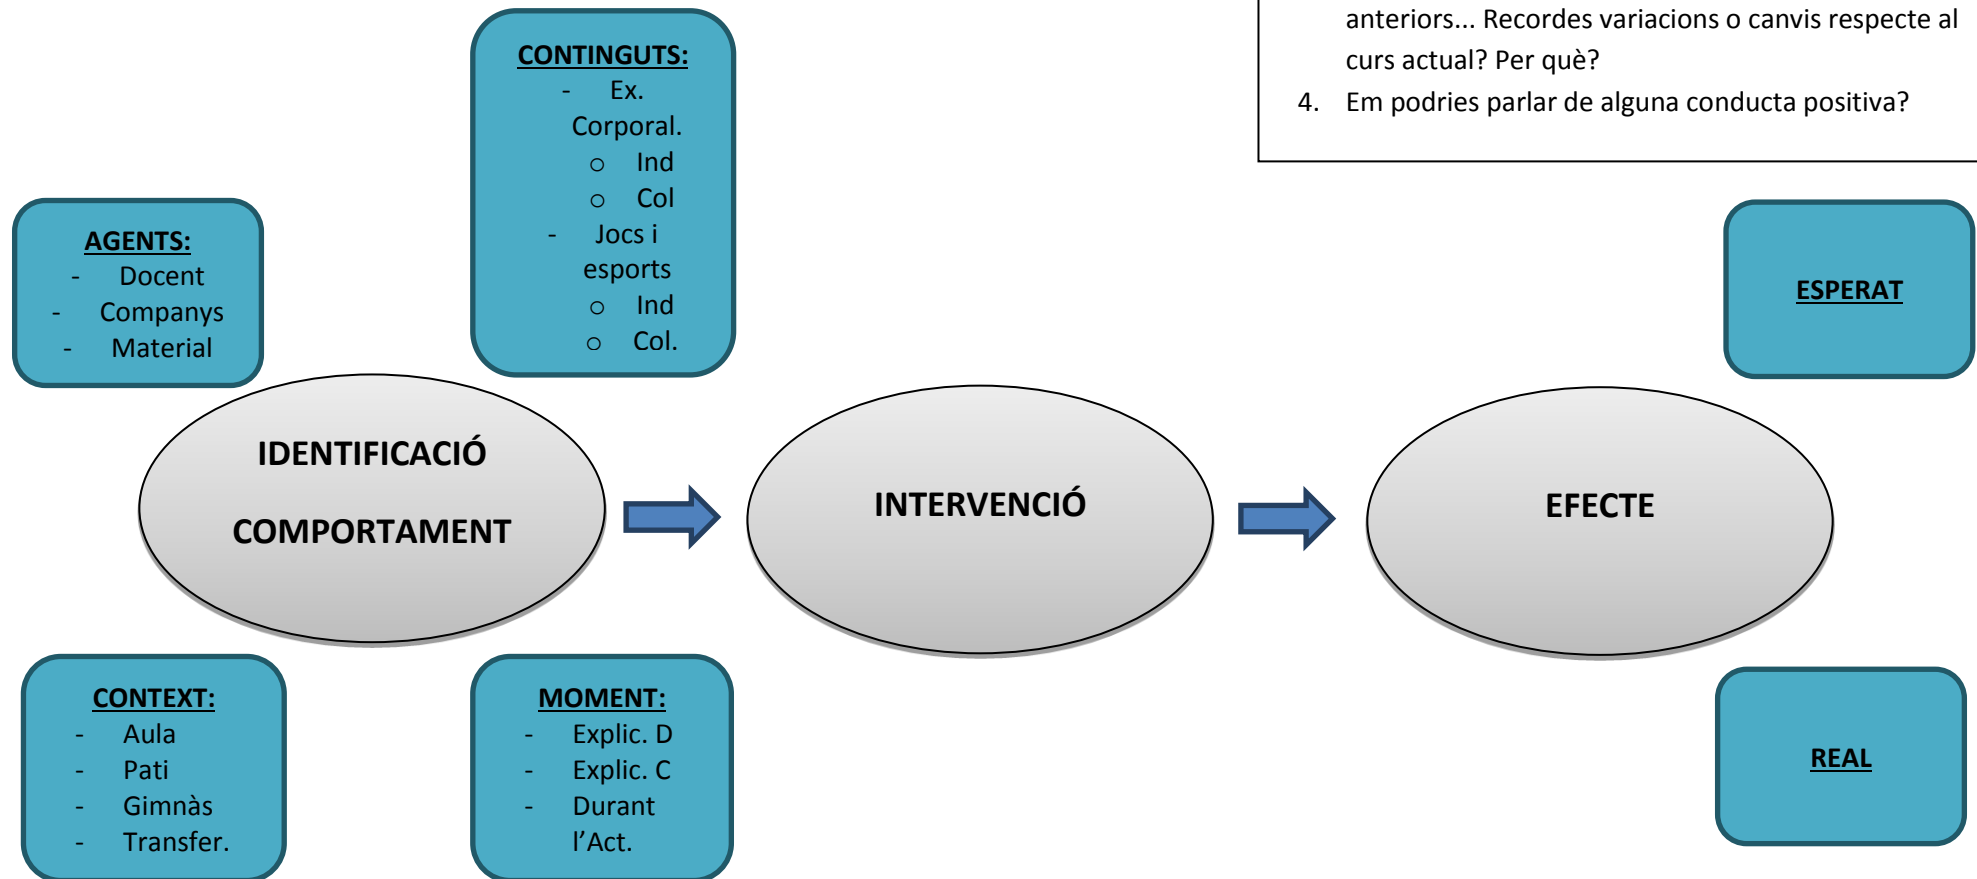 anteriors... Recordes variacions o canvis respecte al
curs actual? Per què?
4. Em podries parlar de alguna conducta positiva?
CONTINGUTS:
- Ex.
Corporal.
o Ind
o Col
- Jocs i
esports
o Ind
o Col.
AGENTS:
- Docent
- Companys
- Material
ESPERAT
IDENTIFICACIÓ
COMPORTAMENT
INTERVENCIÓ
EFECTE
CONTEXT:
- Aula
- Pati
- Gimnàs
- Transfer.
MOMENT:
- Explic. D
- Explic. C
- Durant
l’Act.
REAL